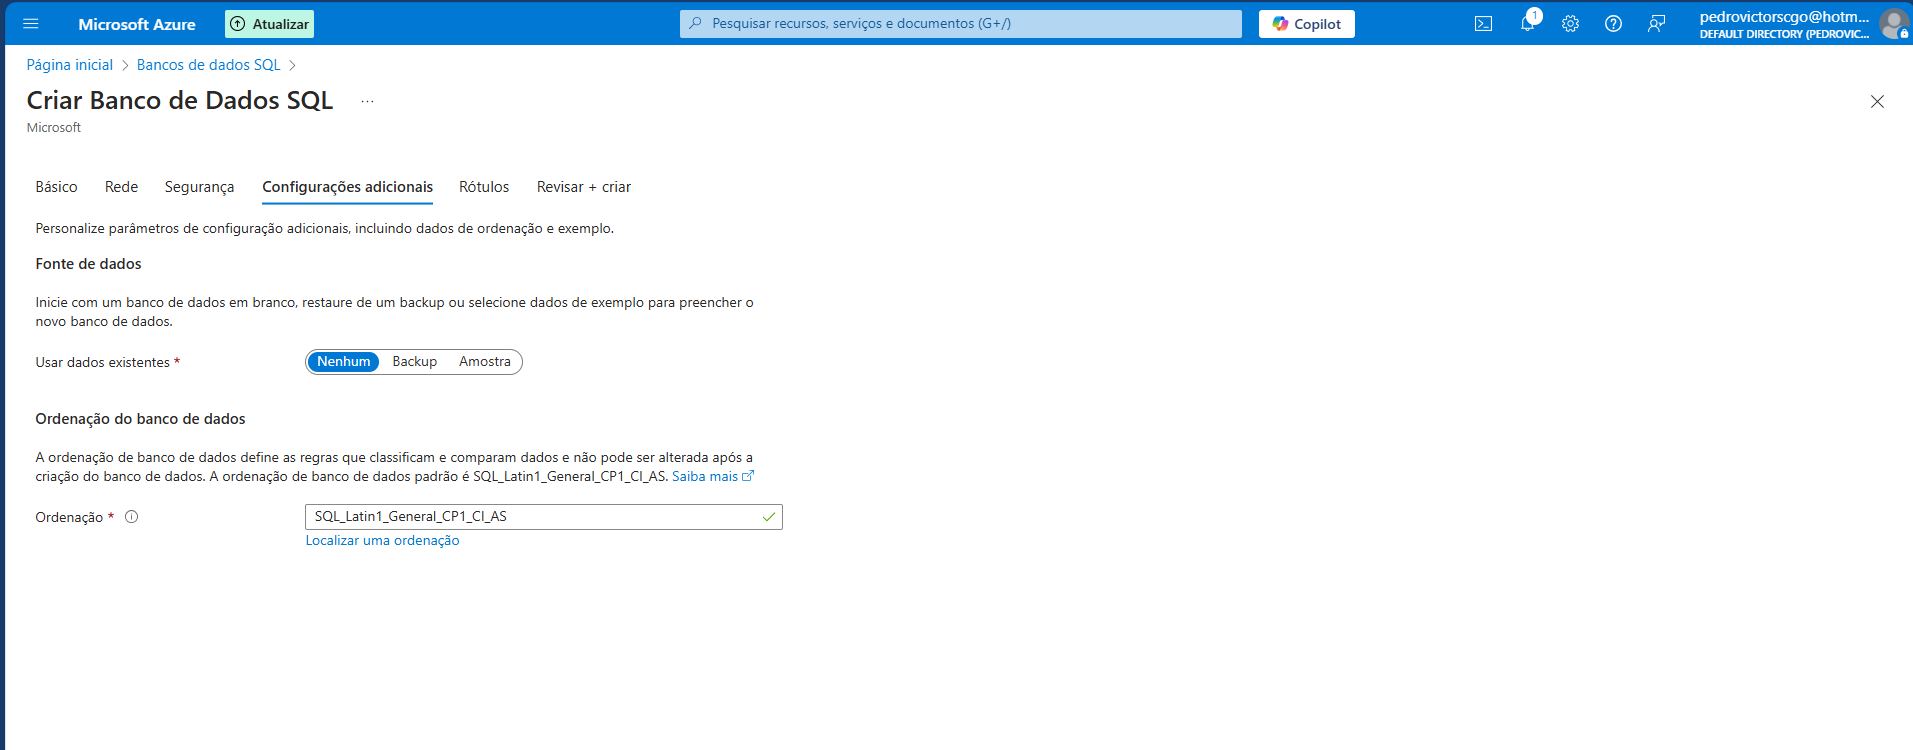 Microsoft Azure
Atualizar
Pesquisar recursos, serviços e documentos (G+/)
Copilot
1
pedrovictorscgo@hotm...
DEFAULT DIRECTORY (PEDROVIC...
Página inicial > Bancos de dados SQL >
Criar Banco de Dados SQL ...
Microsoft
Básico Rede Segurança Configurações adicionais Rótulos Revisar + criar
Personalize parâmetros de configuração adicionais, incluindo dados de ordenação e exemplo.
Fonte de dados
Inicie com um banco de dados em branco, restaure de um backup ou selecione dados de exemplo para preencher o
novo banco de dados.
Usar dados existentes * Nenhum Backup Amostra
Ordenação do banco de dados
A ordenação de banco de dados define as regras que classificam e comparam dados e não pode ser alterada após a
criação do banco de dados. A ordenação de banco de dados padrão é SQL_Latin1_General_CP1_CI_AS. Saiba mais
Ordenação * SQL_Latin1_General_CP1_CI_AS
Localizar uma ordenação